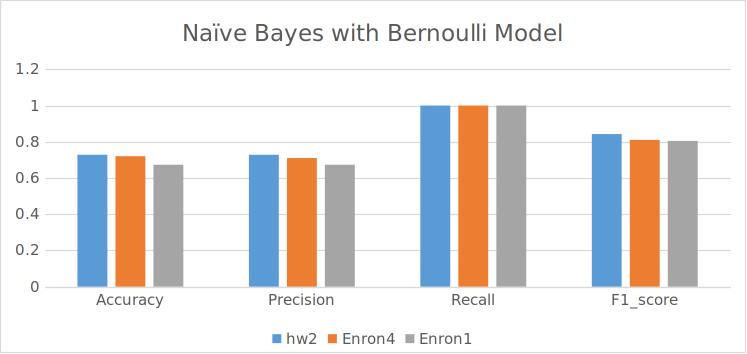 Naïve Bayes with Bernoulli Model
1.2
1
0.8
0.6
0.4
0.2
0
Accuracy Precision Recall F1_score
hw2 Enron4 Enron1